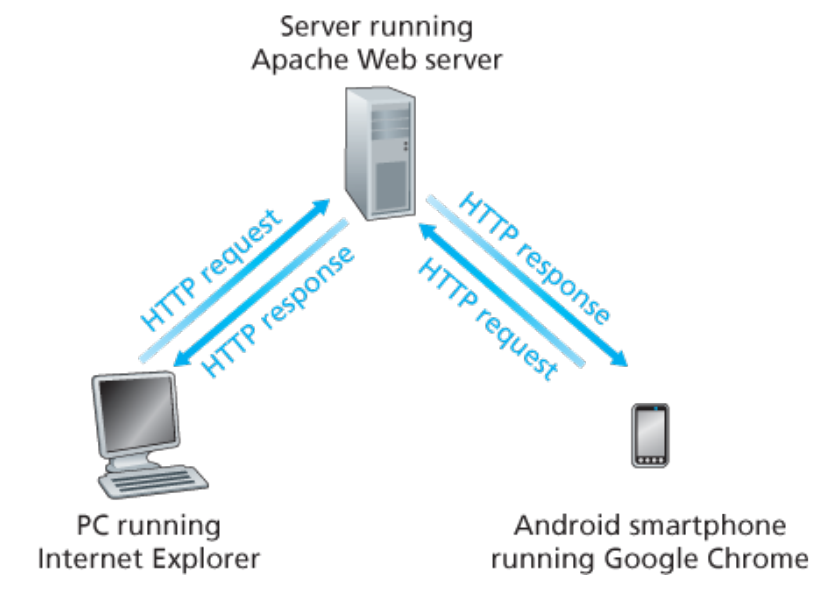 Server running
Apache Web server
HTTP request
HTTP response
HTTP response
HTTP request
PC running
Internet Explorer
Android smartphone
running Google Chrome